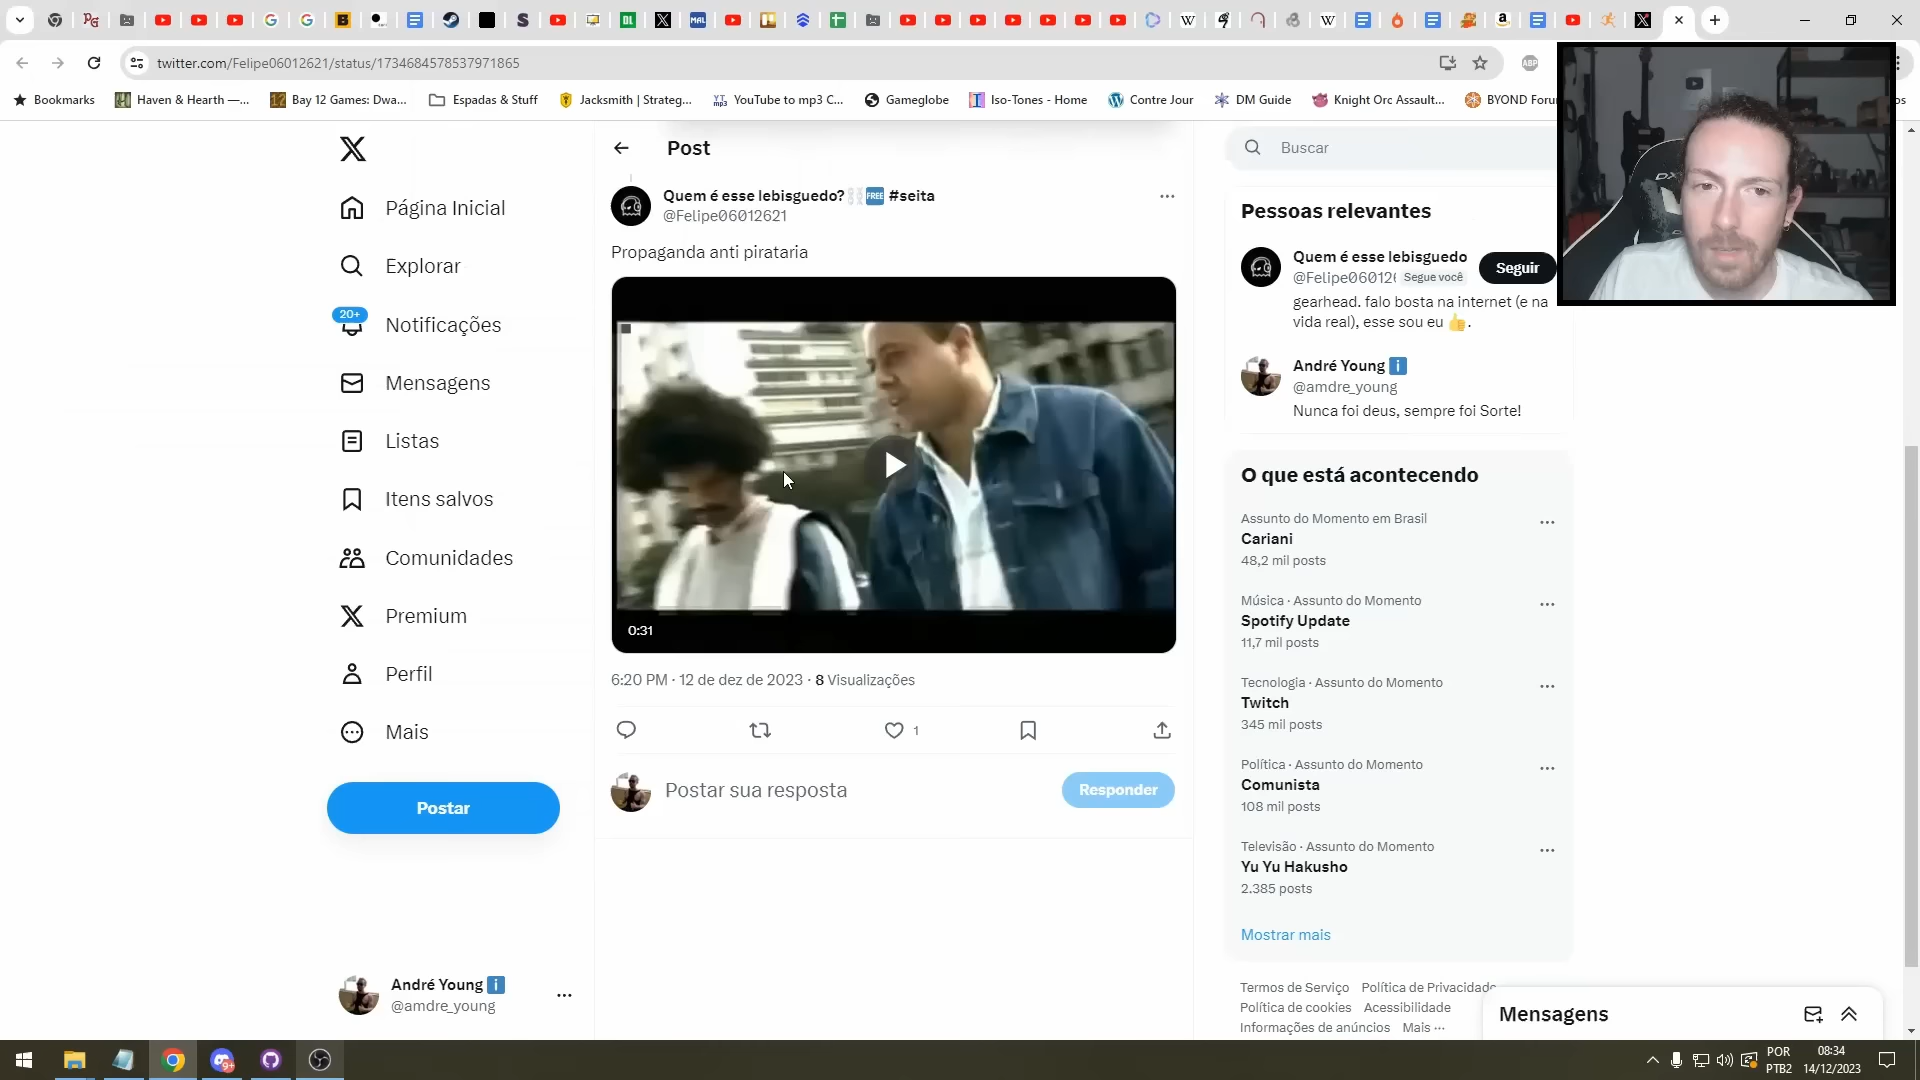 twitter.com/Felipe06012621/status/1734684578537971865
ABP
Bookmarks
Haven & Hearth —...
Bay 12 Games: Dwa...
Espadas & Stuff
Jacksmith | Strateg...
YouTube to mp3 C...
Gameglobe
Iso-Tones - Home
Contre Jour
DM Guide
Knight Orc Assault...
BYOND Foru
Post
Buscar
Quem é esse lebisguedo? FREE #seita
@Felipe06012621
Propaganda anti pirataria
0:31
6:20 PM · 12 de dez de 2023 · 8 Visualizações
1
Postar sua resposta
Responder
Página Inicial
Explorar
20+
Notificações
Mensagens
Listas
Itens salvos
Comunidades
Premium
Perfil
Mais
Postar
André Young
@amdre_young
Pessoas relevantes
Quem é esse lebisguedo
@Felipe06012 Segue você
Seguir
gearhead. falo bosta na internet (e na
vida real), esse sou eu 👍.
André Young
@amdre_young
Nunca foi deus, sempre foi Sorte!
O que está acontecendo
Assunto do Momento em Brasil
Cariani
48,2 mil posts
Música · Assunto do Momento
Spotify Update
11,7 mil posts
Tecnologia · Assunto do Momento
Twitch
345 mil posts
Política · Assunto do Momento
Comunista
108 mil posts
Televisão · Assunto do Momento
Yu Yu Hakusho
2.385 posts
Mostrar mais
Termos de Serviço Política de Privacidade
Política de cookies Acessibilidade
Informações de anúncios Mais ···
Mensagens
9+
POR
PTB2
08:34
14/12/2023